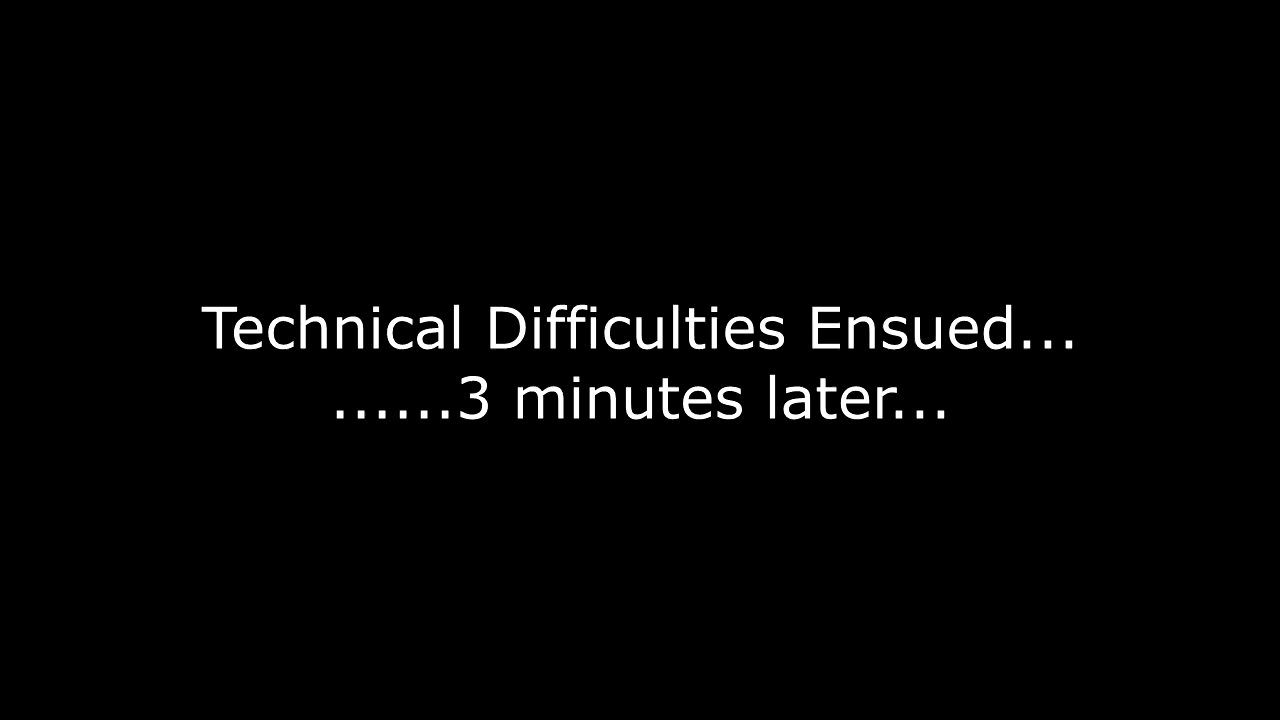 Technical Difficulties Ensued...
......3 minutes later...